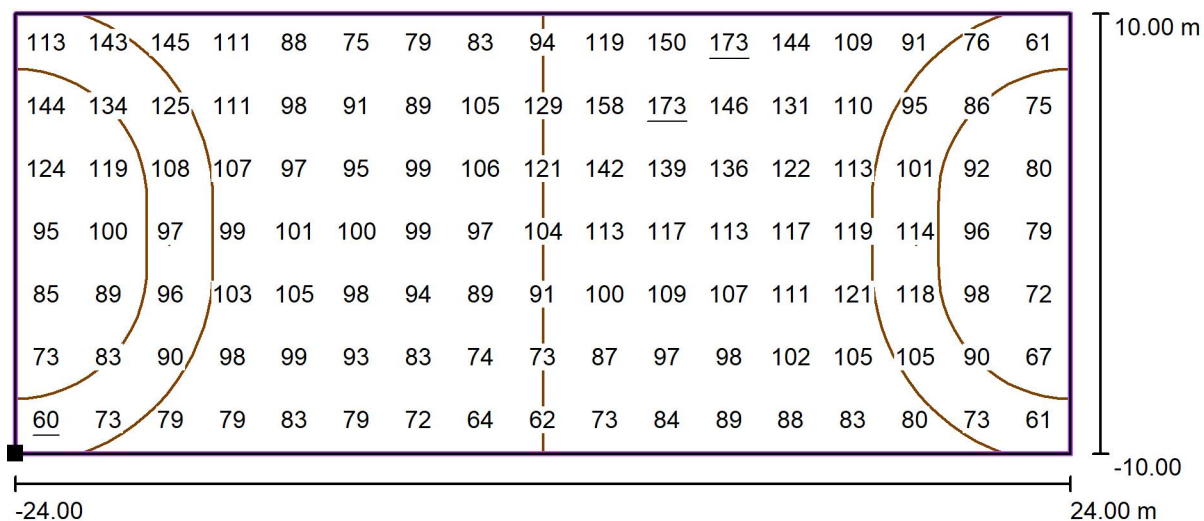 10.00 m
113 143 145 111 88 75 79 83 94 119 150 173 144 109 91 76 61
144 134 125 111 98 91 89 105 129 158 173 146 131 110 95 86 75
124 119 108 107 97 95 99 106 121 142 139 136 122 113 101 92 80
95 100 97 99 101 100 99 97 104 113 117 113 117 119 114 96 79
85 89 96 103 105 98 94 89 91 100 109 107 111 121 118 98 72
73 83 90 98 99 93 83 74 73 87 97 98 102 105 105 90 67
60 73 79 79 83 79 72 64 62 73 84 89 88 83 80 73 61
-10.00
-24.00 24.00 m